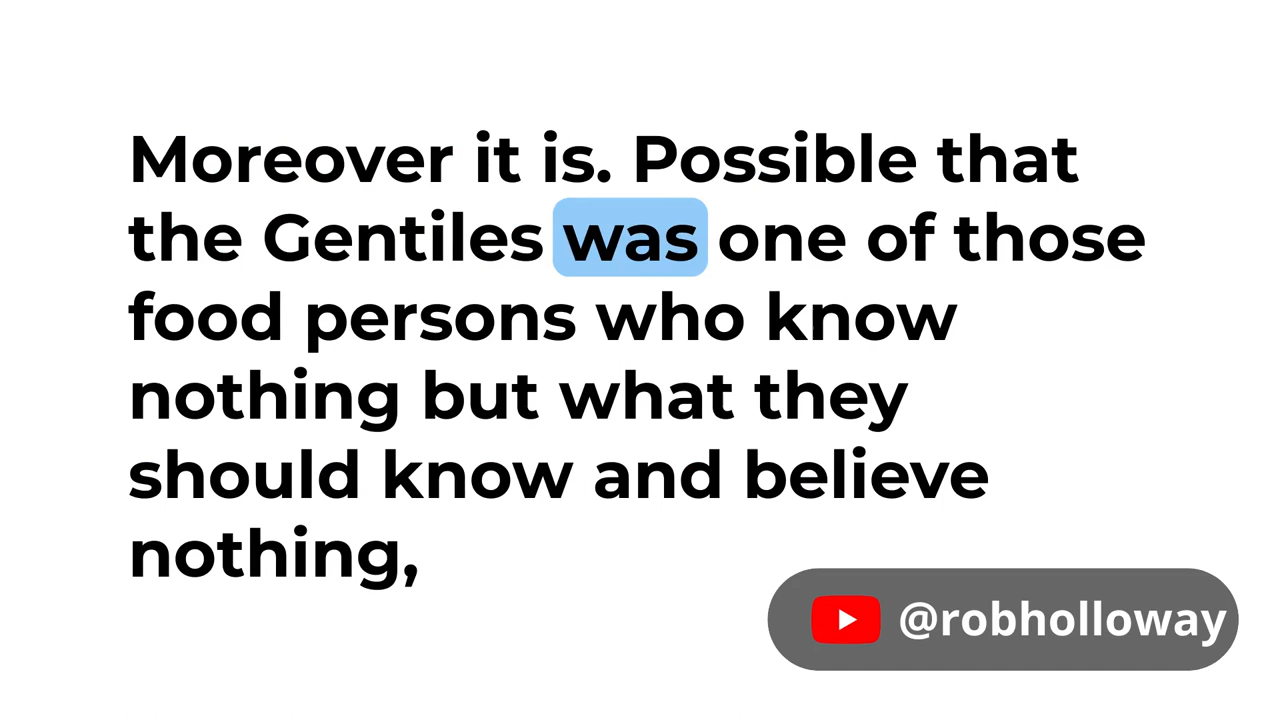 Moreover it is. Possible that
the Gentiles was one of those
food persons who know
nothing but what they
should know and believe
nothing,
@robholloway